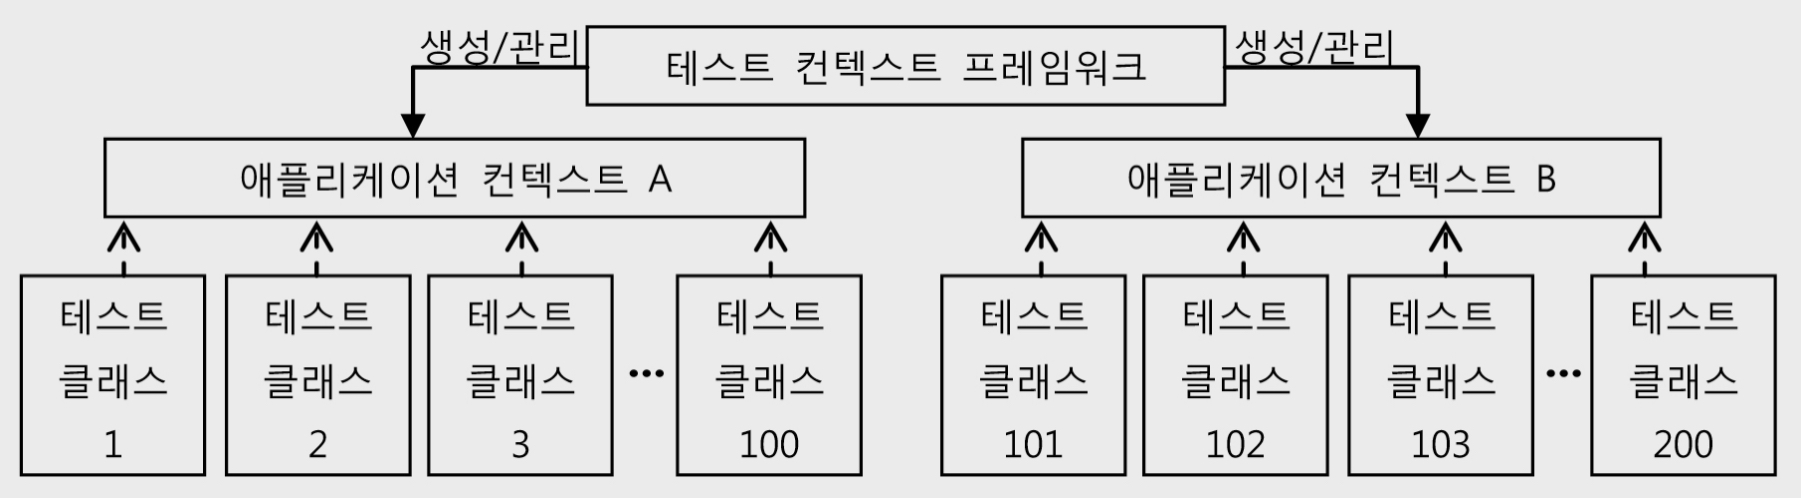 생성/관리
테스트 컨텍스트 프레임워크
생성/관리
애플리케이션 컨텍스트 A
애플리케이션 컨텍스트 B
테스트
클래스
1
테스트
클래스
2
테스트
클래스
3
...
테스트
클래스
100
테스트
클래스
101
테스트
클래스
102
테스트
클래스
103
...
테스트
클래스
200